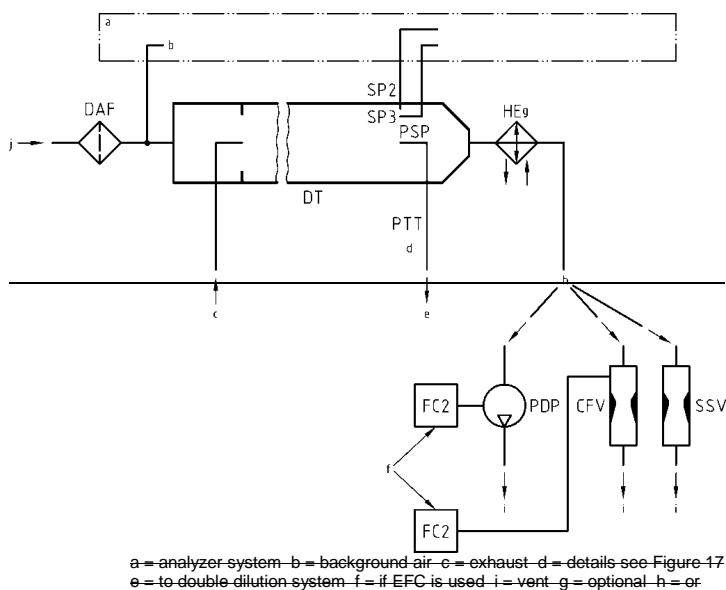 a
b
SP2
DAF
SP3
HEg
j
PSP
DT
PTT
d
h
c
e
FC2
PDP
CFV
SSV
f
i
i
i
FC2
a = analyzer system b = background air c = exhaust d = details see Figure 17
e = to double dilution system f = if EFC is used i = vent g = optional h = or